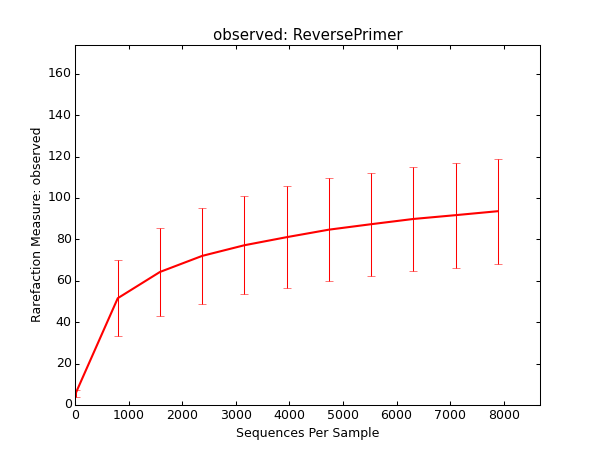 observed: ReversePrimer
160
140
120
100
80
60
40
20
0
0 1000 2000 3000 4000 5000 6000 7000 8000
Rarefaction Measure: observed
Sequences Per Sample